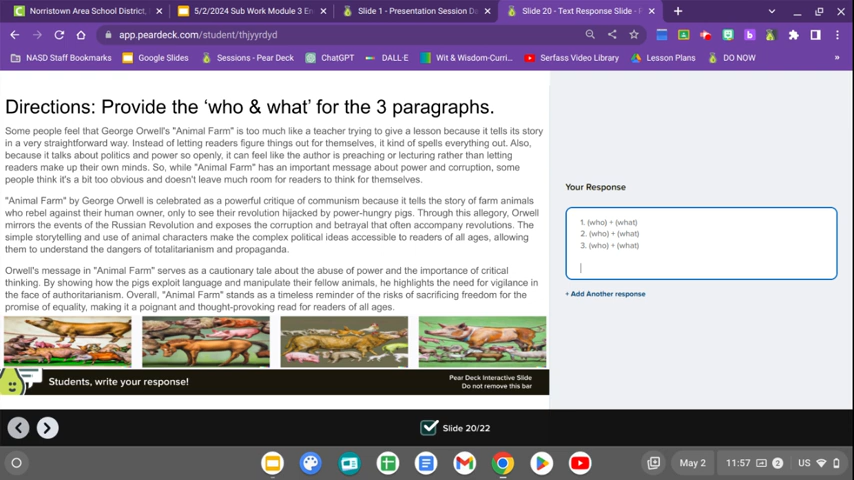 Norristown Area School District,
5/2/2024 Sub Work Module 3 En
Slide 1 - Presentation Session Da
Slide 20 - Text Response Slide - P
app.peardeck.com/student/thjyyrdyd
NASD Staff Bookmarks
Google Slides
Sessions - Pear Deck
ChatGPT
DALL·E
Wit & Wisdom-Curri...
Serfass Video Library
Lesson Plans
DO NOW
»
Directions: Provide the ‘who & what’ for the 3 paragraphs.
Some people feel that George Orwell's "Animal Farm" is too much like a teacher trying to give a lesson because it tells its story
in a very straightforward way. Instead of letting readers figure things out for themselves, it kind of spells everything out. Also,
because it talks about politics and power so openly, it can feel like the author is preaching or lecturing rather than letting
readers make up their own minds. So, while "Animal Farm" has an important message about power and corruption, some
people think it's a bit too obvious and doesn't leave much room for readers to think for themselves.
"Animal Farm" by George Orwell is celebrated as a powerful critique of communism because it tells the story of farm animals
who rebel against their human owner, only to see their revolution hijacked by power-hungry pigs. Through this allegory, Orwell
mirrors the events of the Russian Revolution and exposes the corruption and betrayal that often accompany revolutions. The
simple storytelling and use of animal characters make the complex political ideas accessible to readers of all ages, allowing
them to understand the dangers of totalitarianism and propaganda.
Orwell's message in "Animal Farm" serves as a cautionary tale about the abuse of power and the importance of critical
thinking. By showing how the pigs exploit language and manipulate their fellow animals, he highlights the need for vigilance in
the face of authoritarianism. Overall, "Animal Farm" stands as a timeless reminder of the risks of sacrificing freedom for the
promise of equality, making it a poignant and thought-provoking read for readers of all ages.
Students, write your response!
Pear Deck Interactive Slide
Do not remove this bar
Your Response
1. (who) + (what)
2. (who) + (what)
3. (who) + (what)
+ Add Another response
Slide 20/22
May 2
11:57
2
US